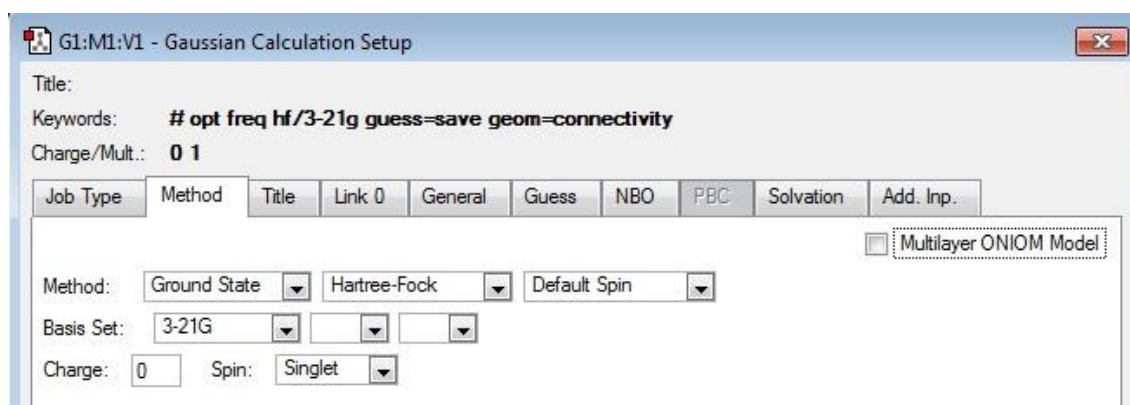 G1:M1:V1 - Gaussian Calculation Setup
Title:
Keywords: # opt freq hf/3-21g guess=save geom=connectivity
Charge/Mult.: 0 1
Job Type Method Title Link 0 General Guess NBO PBC Solvation Add. Inp.
Multilayer ONIOM Model
Method: Ground State Hartree-Fock Default Spin
Basis Set: 3-21G
Charge: 0 Spin: Singlet